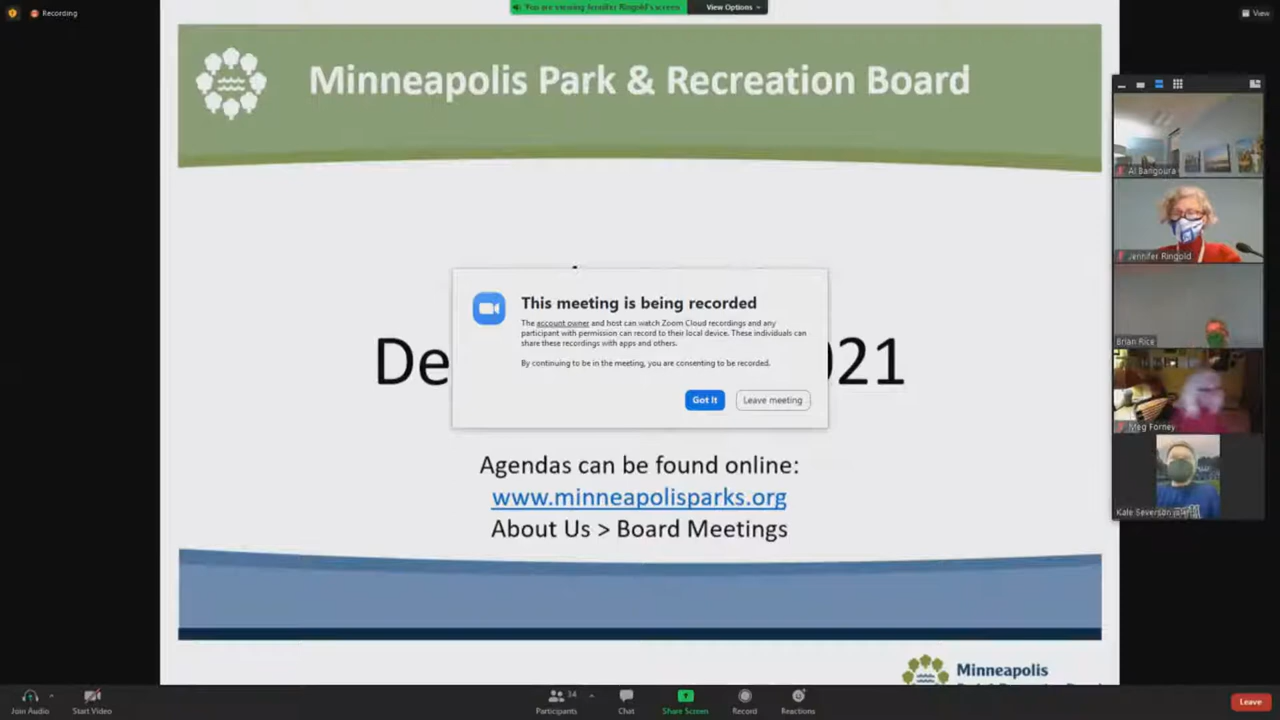 Recording
You are viewing Jennifer Ringold's screen
View Options
View
Minneapolis Park & Recreation Board
Al Bangoura
Jennifer Ringold
Brian Rice
Meg Forney
Kale Severson
This meeting is being recorded
The account owner and host can watch Zoom Cloud recordings and any
participant with permission can record to their local device. These individuals can
share these recordings with apps and others.
By continuing to be in the meeting, you are consenting to be recorded.
Got it
Leave meeting
De
21
Agendas can be found online:
www.minneapolisparks.org
About Us > Board Meetings
Minneapolis
Join Audio
Start Video
34
Participants
Chat
Share Screen
Record
Reactions
Leave